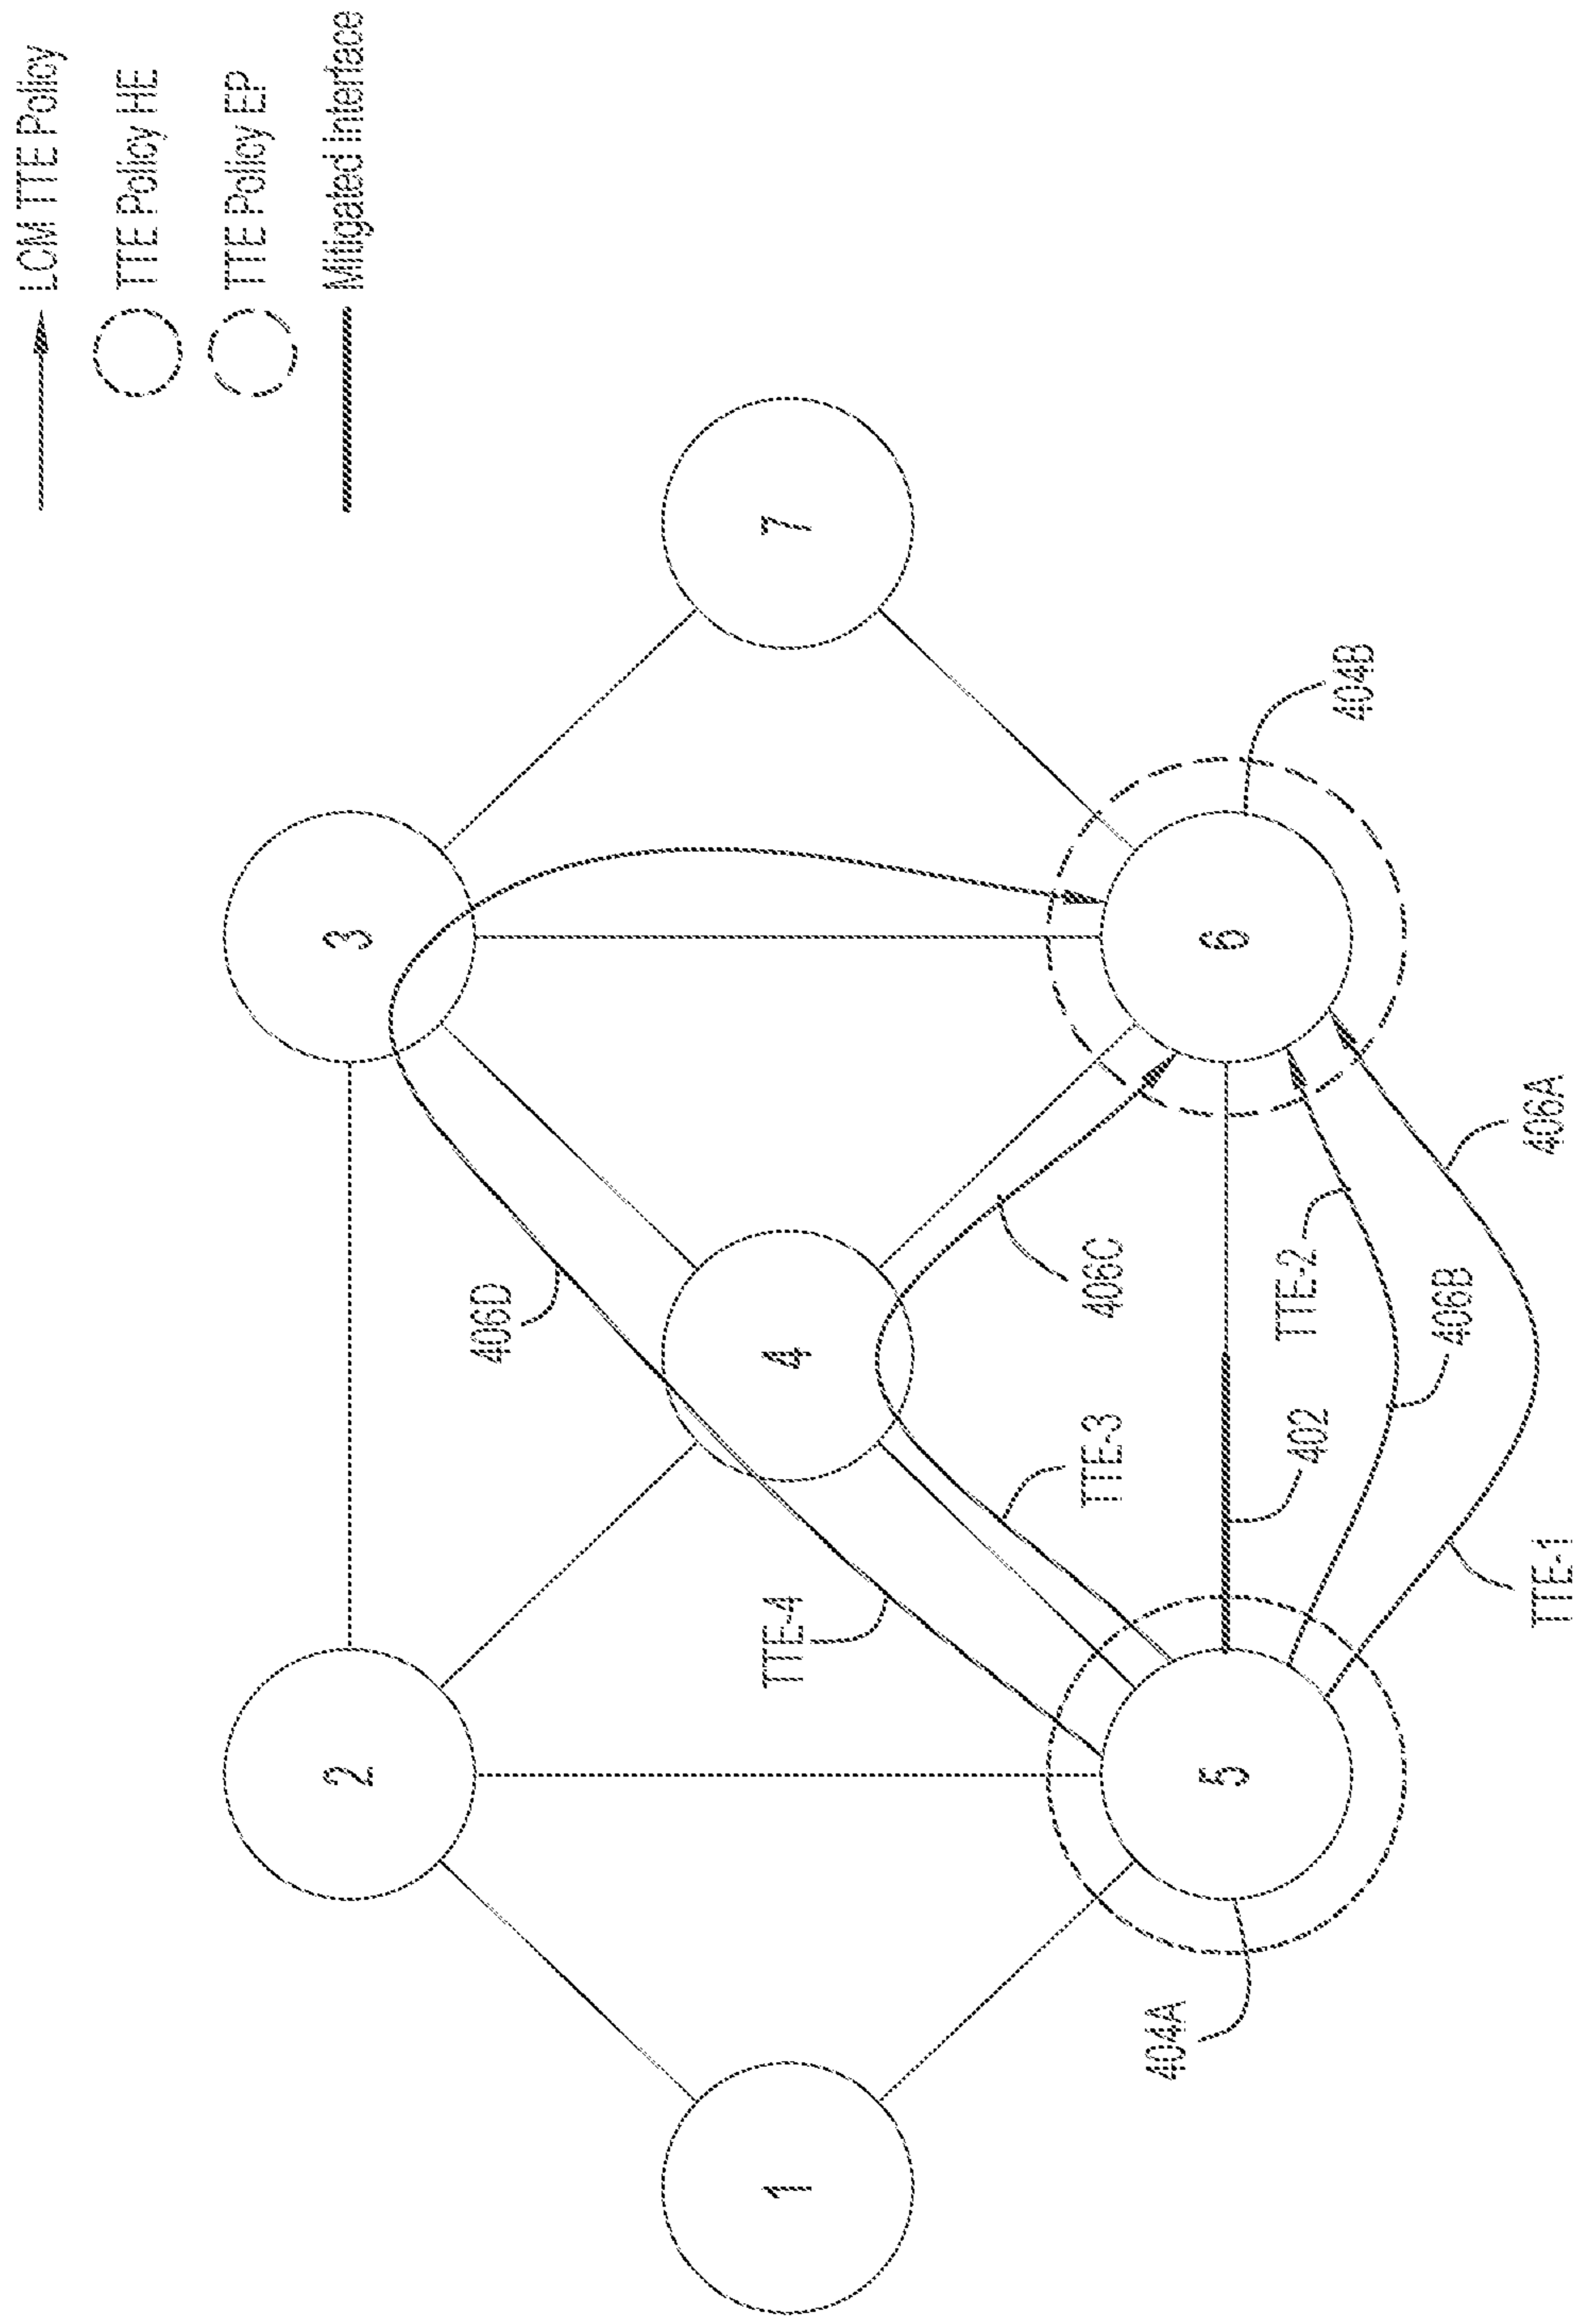 LCM TTE Policy
TTE Policy HE
TTE Policy EP
Mitigated Interface
2
3
406D
1
TTE-4
4
7
TTE-3
406C
404A
5
402
TTE-2
6
404B
406B
TTE-1
406A